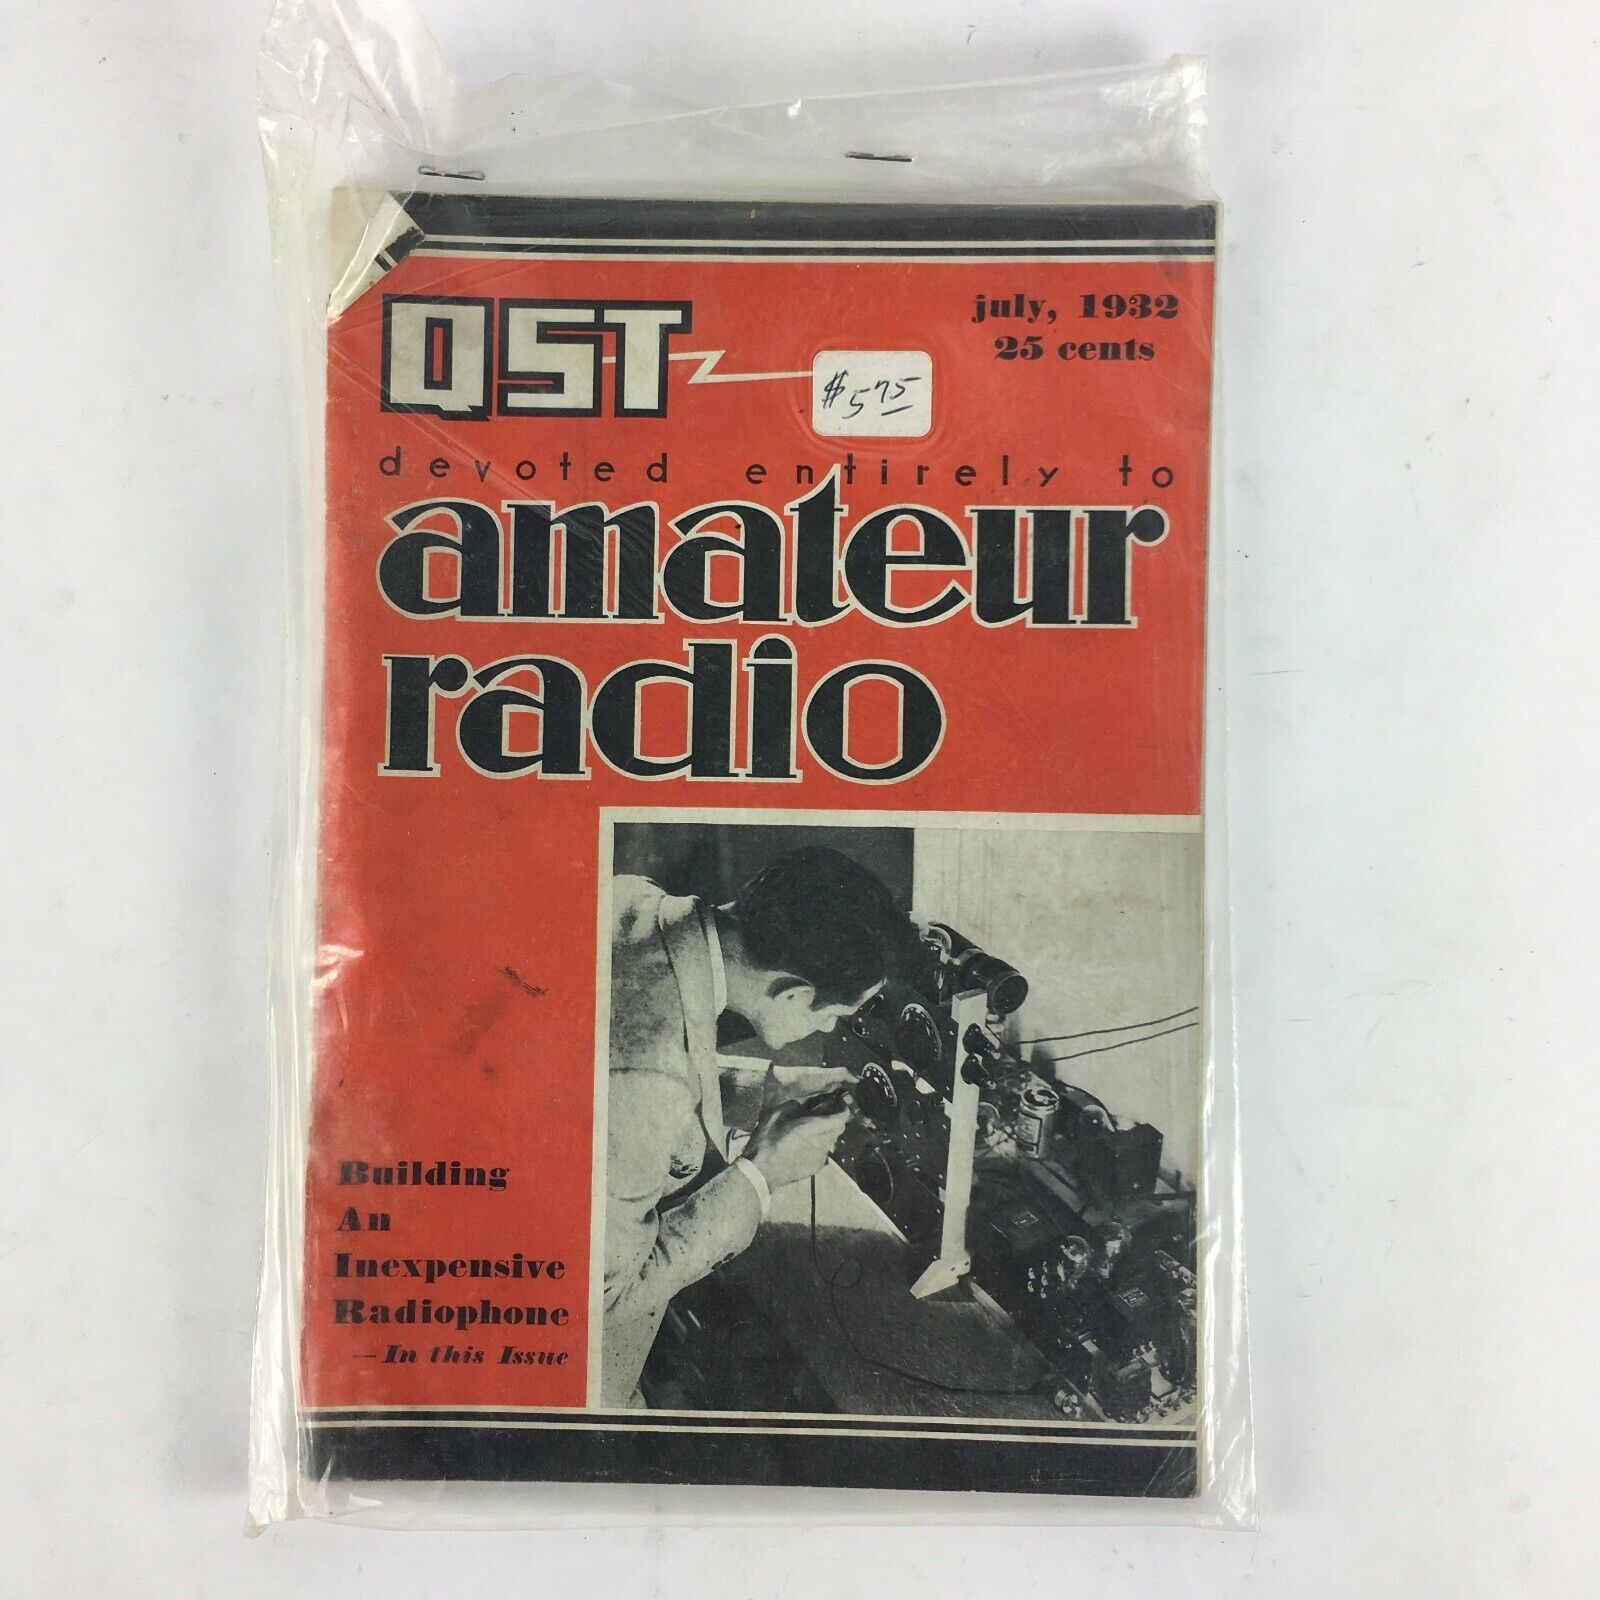 QST
july, 1932
25 cents
$5 75
devoted entirely to
amateur
radio
Building
An
Inexpensive
Radiophone
—In this Issue